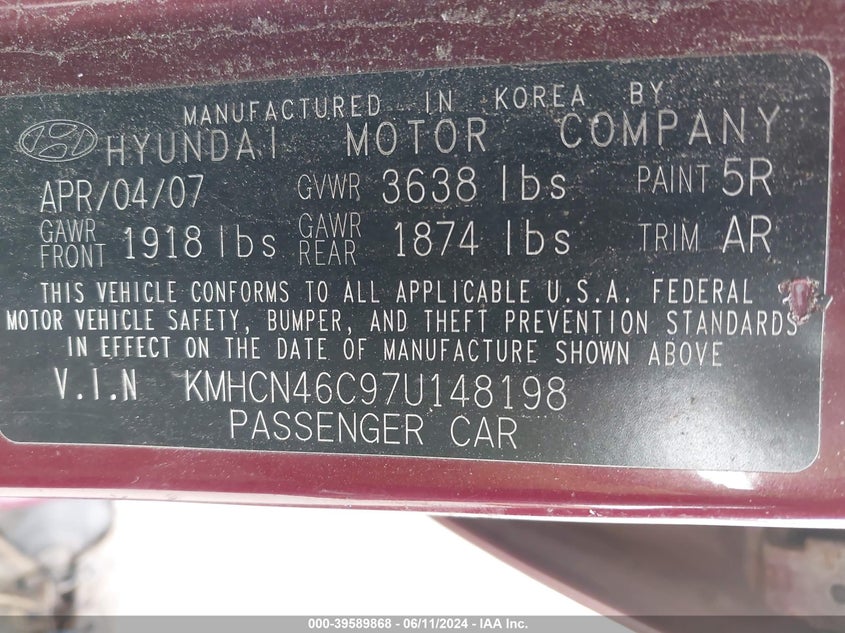 MANUFACTURED IN KOREA BY
HYUNDAI MOTOR COMPANY
APR/04/07 GVWR 3638 lbs PAINT 5R
GAWR FRONT 1918 lbs GAWR REAR 1874 lbs TRIM AR
THIS VEHICLE CONFORMS TO ALL APPLICABLE U.S.A. FEDERAL
MOTOR VEHICLE SAFETY, BUMPER, AND THEFT PREVENTION STANDARDS
IN EFFECT ON THE DATE OF MANUFACTURE SHOWN ABOVE
V.I.N KMHCN46C97U148198
PASSENGER CAR
000-39589868 - 06/11/2024 - IAA Inc.